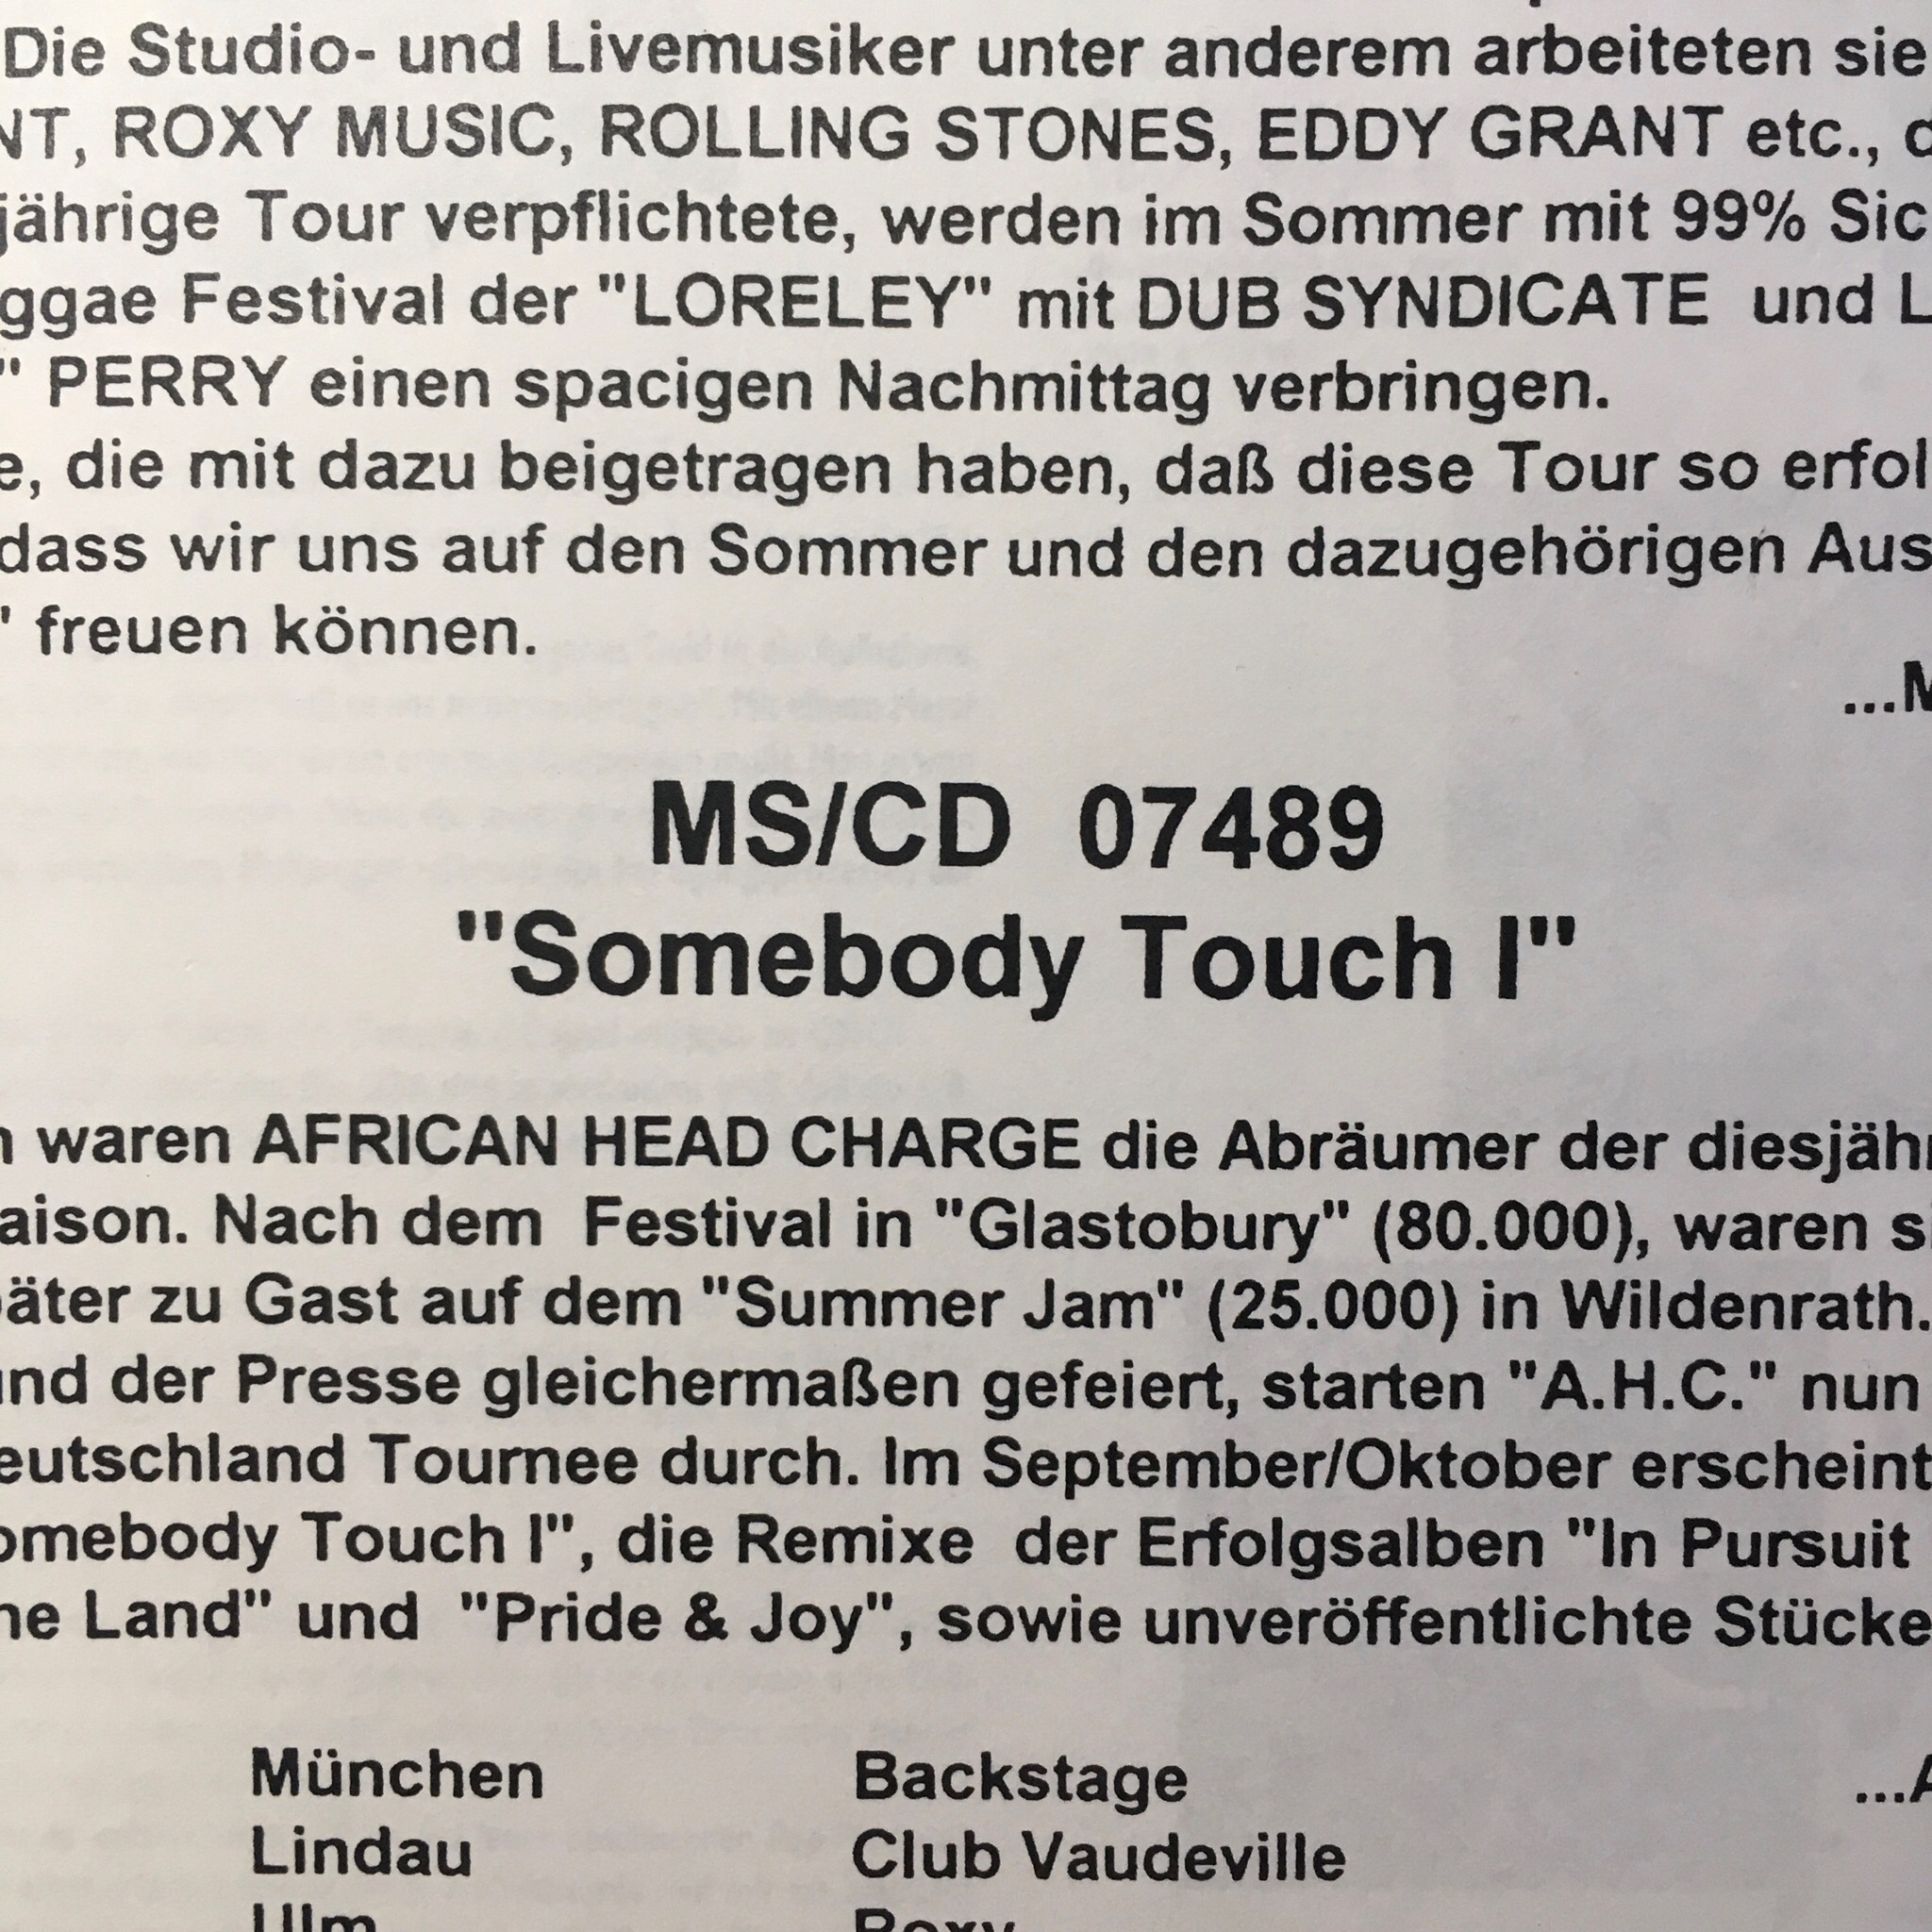 Die Studio- und Livemusiker unter anderem arbeiteten sie
NT, ROXY MUSIC, ROLLING STONES, EDDY GRANT etc., d
jährige Tour verpflichtete, werden im Sommer mit 99% Sic
ggae Festival der "LORELEY" mit DUB SYNDICATE und L
" PERRY einen spacigen Nachmittag verbringen.
e, die mit dazu beigetragen haben, daß diese Tour so erfol
dass wir uns auf den Sommer und den dazugehörigen Aus
" freuen können.
...M
MS/CD 07489
"Somebody Touch I"
n waren AFRICAN HEAD CHARGE die Abräumer der diesjäh
aison. Nach dem Festival in "Glastobury" (80.000), waren s
päter zu Gast auf dem "Summer Jam" (25.000) in Wildenrath.
und der Presse gleichermaßen gefeiert, starten "A.H.C." nun
eutschland Tournee durch. Im September/Oktober erscheint
omebody Touch I", die Remixe der Erfolgsalben "In Pursuit
he Land" und "Pride & Joy", sowie unveröffentlichte Stücke
München Backstage ...A
Lindau Club Vaudeville
Ulm Roxy